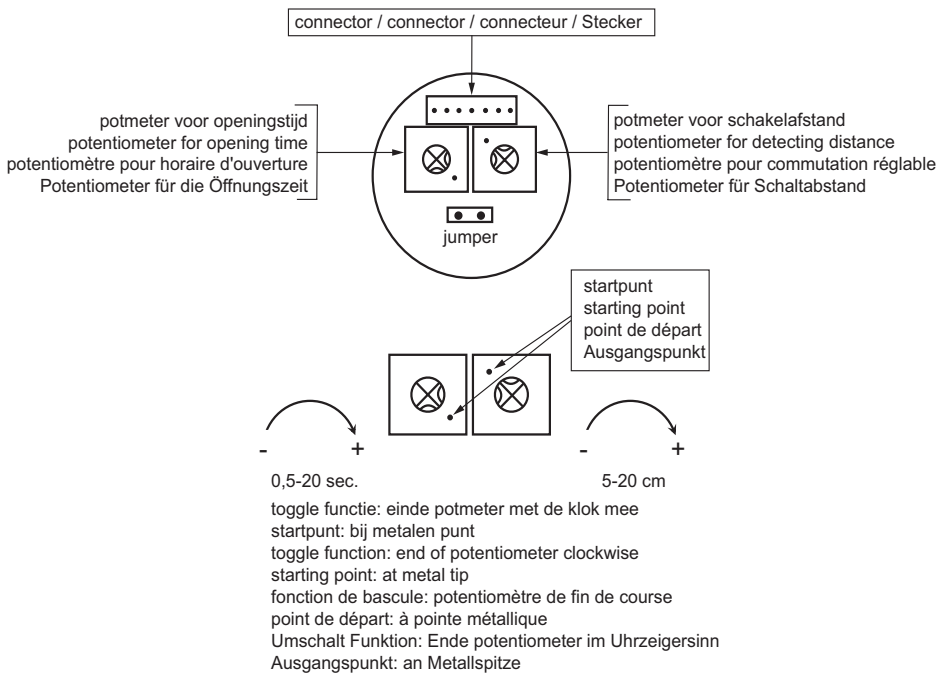 connector / connector / connecteur / Stecker
potmeter voor openingstijd
potentiometer for opening time
potentiomètre pour horaire d'ouverture
Potentiometer für die Öffnungszeit
potmeter voor schakelafstand
potentiometer for detecting distance
potentiomètre pour commutation réglable
Potentiometer für Schaltabstand
jumper
startpunt
starting point
point de départ
Ausgangspunkt
- +
0,5-20 sec.
- +
5-20 cm
toggle functie: einde potmeter met de klok mee
startpunt: bij metalen punt
toggle function: end of potentiometer clockwise
starting point: at metal tip
fonction de bascule: potentiomètre de fin de course
point de départ: à pointe métallique
Umschalt Funktion: Ende potentiometer im Uhrzeigersinn
Ausgangspunkt: an Metallspitze